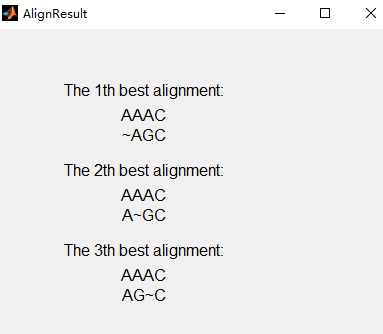 AlignResult
The 1th best alignment:
AAAC
~AGC
The 2th best alignment:
AAAC
A~GC
The 3th best alignment:
AAAC
AG~C